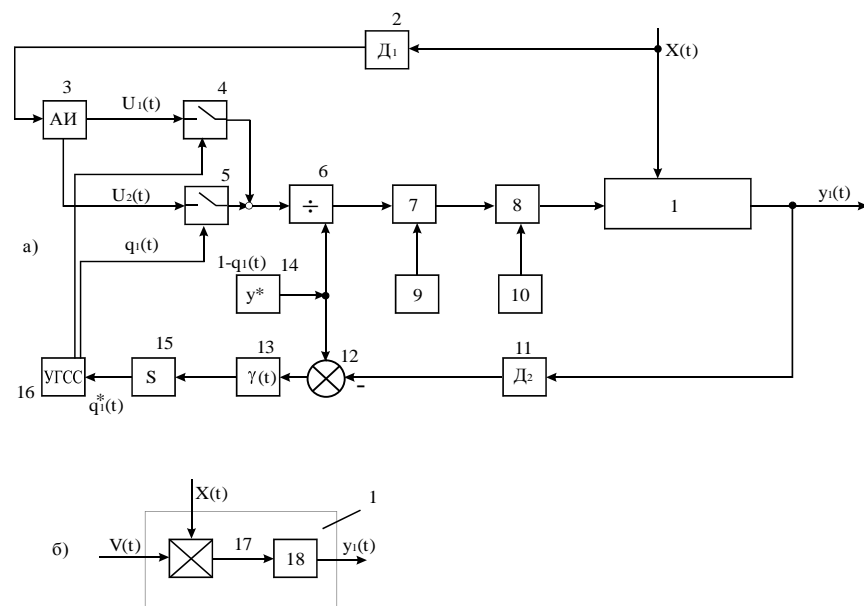 2
Д₁
X(t)
3
4
АИ
U₁(t)
5
6
U₂(t)
÷
7
8
1
y₁(t)
а)
q₁(t)
1-q₁(t)
14
y*
9
10
15
13
12
11
УГСС
S
γ(t)
Д₂
-
16
q₁*(t)
X(t)
1
б)
V(t)
17
18
y₁(t)